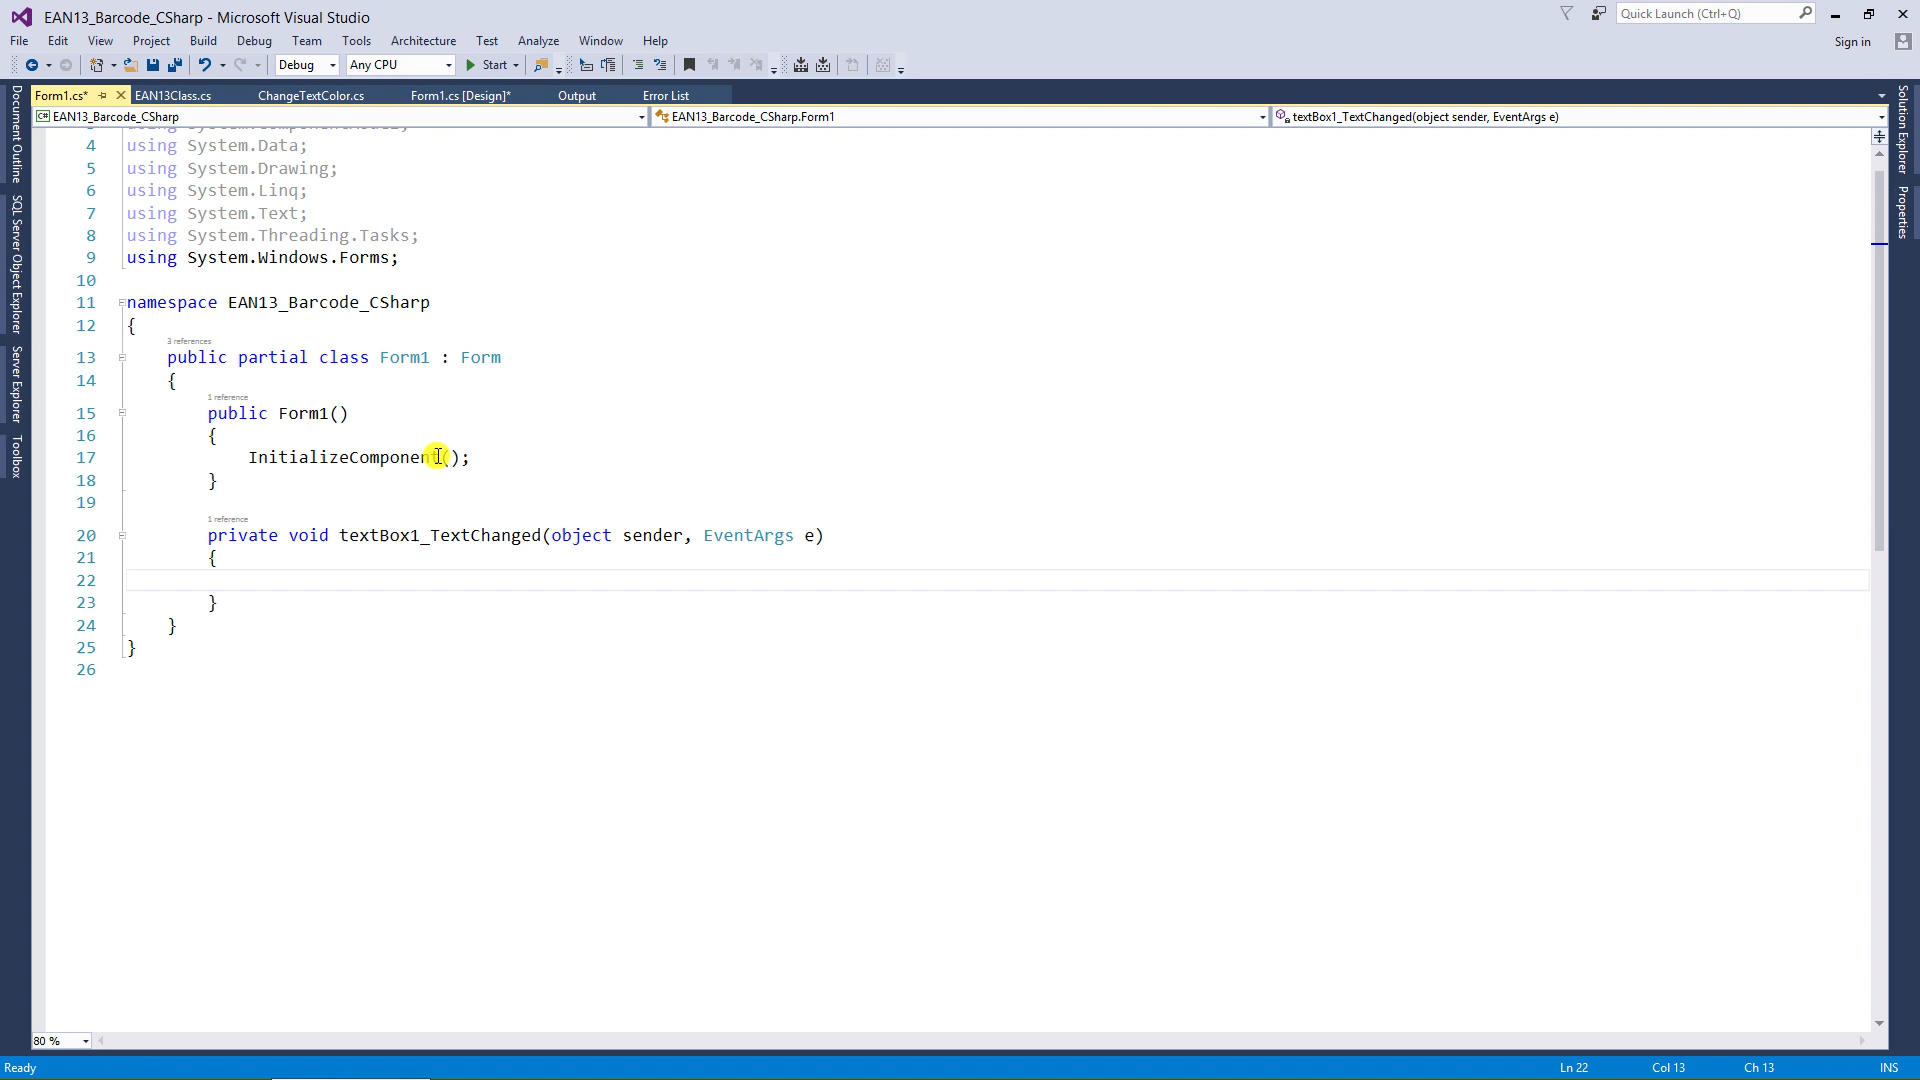 EAN13_Barcode_CSharp - Microsoft Visual Studio
Quick Launch (Ctrl+Q)
File Edit View Project Build Debug Team Tools Architecture Test Analyze Window Help
Sign in
Debug Any CPU Start
Form1.cs* EAN13Class.cs ChangeTextColor.cs Form1.cs [Design]* Output Error List
EAN13_Barcode_CSharp EAN13_Barcode_CSharp.Form1 textBox1_TextChanged(object sender, EventArgs e)
Document Outline
SQL Server Object Explorer
Server Explorer
Toolbox
Solution Explorer
Properties
3 using System.ComponentModel;
4 using System.Data;
5 using System.Drawing;
6 using System.Linq;
7 using System.Text;
8 using System.Threading.Tasks;
9 using System.Windows.Forms;
10
11 namespace EAN13_Barcode_CSharp
12 {
3 references
13 public partial class Form1 : Form
14 {
1 reference
15 public Form1()
16 {
17 InitializeComponent();
18 }
19
1 reference
20 private void textBox1_TextChanged(object sender, EventArgs e)
21 {
22
23 }
24 }
25 }
26
80 %
Ready Ln 22 Col 13 Ch 13 INS